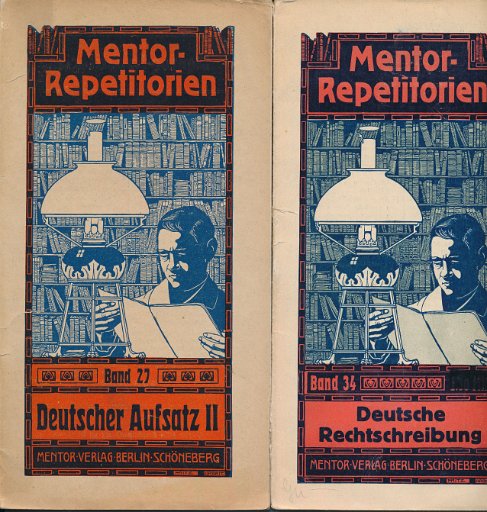 Mentor-
Repetitorien
Band 27
Deutscher Aufsatz II
MENTOR·VERLAG·BERLIN·SCHÖNEBERG
Mentor-
Repetitorien
Band 34
Deutsche
Rechtschreibung
MENTOR·VERLAG·BERLIN·SCHÖNEBERG